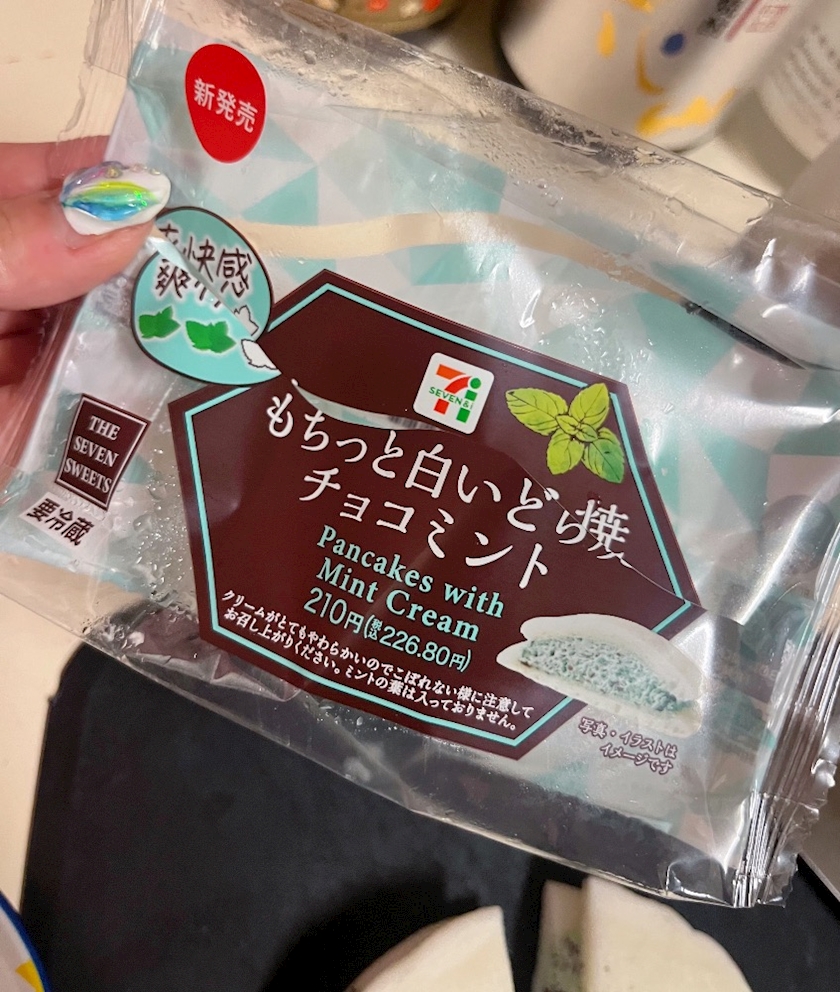 新発売
爽快感
THE
SEVEN
SWEETS
要冷蔵
SEVEN&i
もちっと白いどら焼
チョコミント
Pancakes with
Mint Cream
210円(税込226.80円)
クリームがとてもやわらかいのでこぼれない様に注意して
お召し上がりください。ミントの葉は入っておりません。
写真・イラストは
イメージです